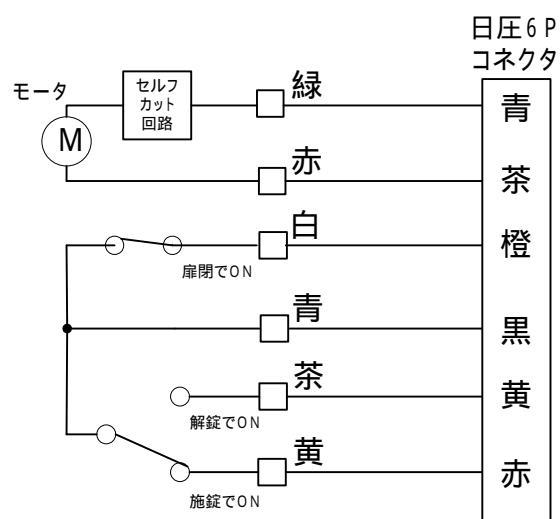 日圧6P
コネクタ
モータ
セルフ
カット
回路
M
緑
青
赤
茶
白
橙
扉閉でON
青
黒
茶
黄
解錠でON
黄
赤
施錠でON